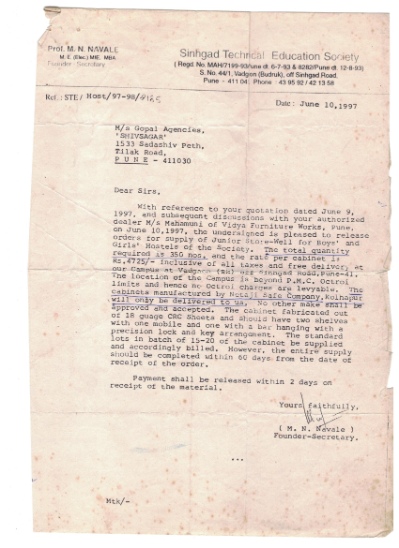 Prof. M. N. NAVALE
M.E. (Elec.) MIE, MBA
Founder - Secretary
Sinhgad Technical Education Society
(Regd. No. MAH/7199-93/Pune dt. 6-7-93 & 8282/Pune dt. 12-8-93)
S. No. 44/1, Vadgaon (Budruk), off Sinhgad Road,
Pune - 411 04 Phone : 43 95 92 / 42 13 58
Ref.: STE/ Host/97-98/
Date: June 10,1997
M/s Gopal Agencies,
'SHIVSAGAR'
1533 Sadashiv Peth,
Tilak Road,
P U N E - 411030
Dear Sirs,
With reference to your quotation dated June 9,
1997, and subsequent discussions with your authorized
dealer M/s Mahamuni of Vidya Furniture Works, Pune,
on June 10,1997, the undersigned is pleased to release
orders for supply of Junior Store-Well for Boys' and
Girls' Hostels of the Society. The total quantity
required is 350 nos. and the rate per cabinet is
Rs.4725/- inclusive of all taxes and free delivery at
our Campus at Vadgaon Sinhgad Road,Pune-41.
The location of the Campus is beyond P.M.C. Octroi
limits and hence no Octroi charges are leviable. The
cabinets manufactured by Safe Company,Kolhapur
will only be delivered to us. No other make shall be
approved and accepted. The cabinet fabricated out
of 18 guage CRC Sheets and should have two shelves
with one mobile and one with a bar hanging with a
precision lock and key arrangement. The standard
lots in batch of 15-20 of the cabinet be supplied
and accordingly billed. However, the entire supply
should be completed within 60 days from the date of
receipt of the order.
Payment shall be released within 2 days on
receipt of the material.
Yours faithfully,
( M. N. Navale )
Founder-Secretary.
...
Mtk/-